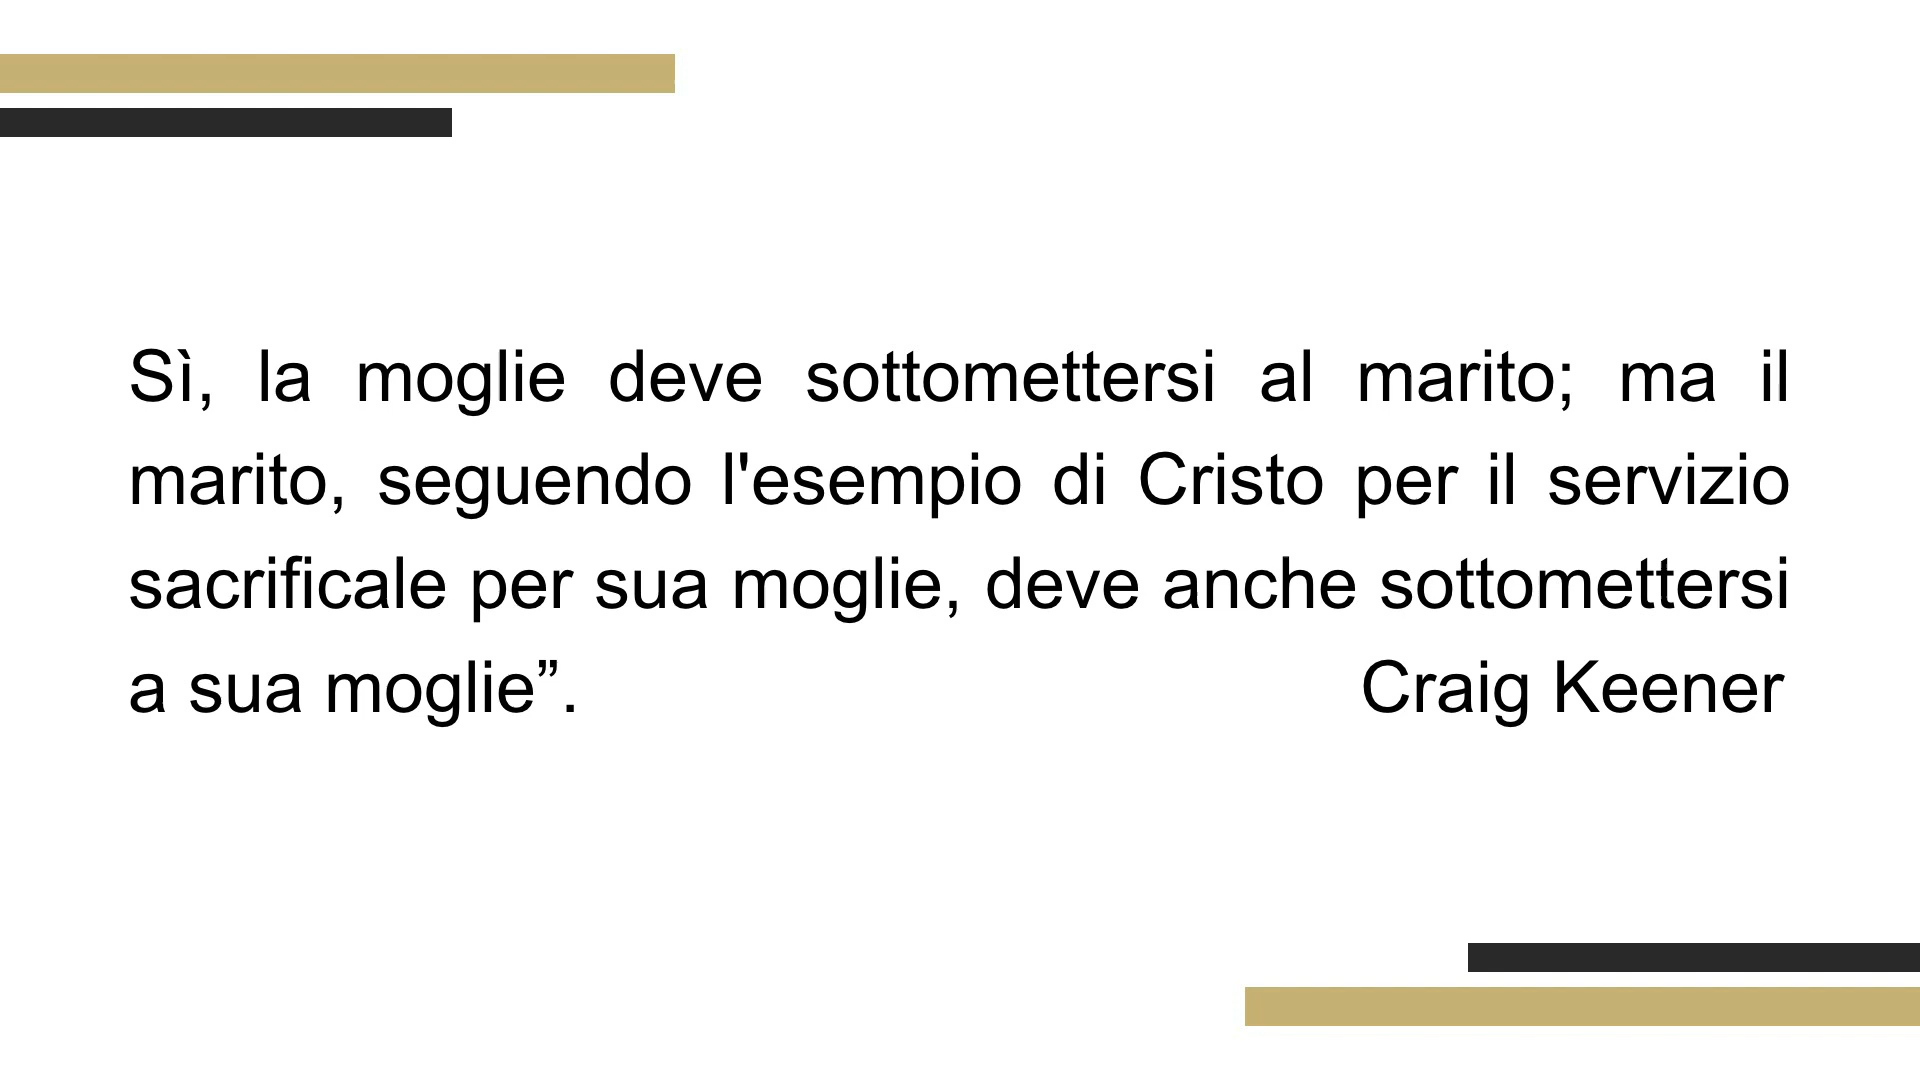 Sì, la moglie deve sottomettersi al marito; ma il
marito, seguendo l'esempio di Cristo per il servizio
sacrificale per sua moglie, deve anche sottomettersi
a sua moglie”. Craig Keener